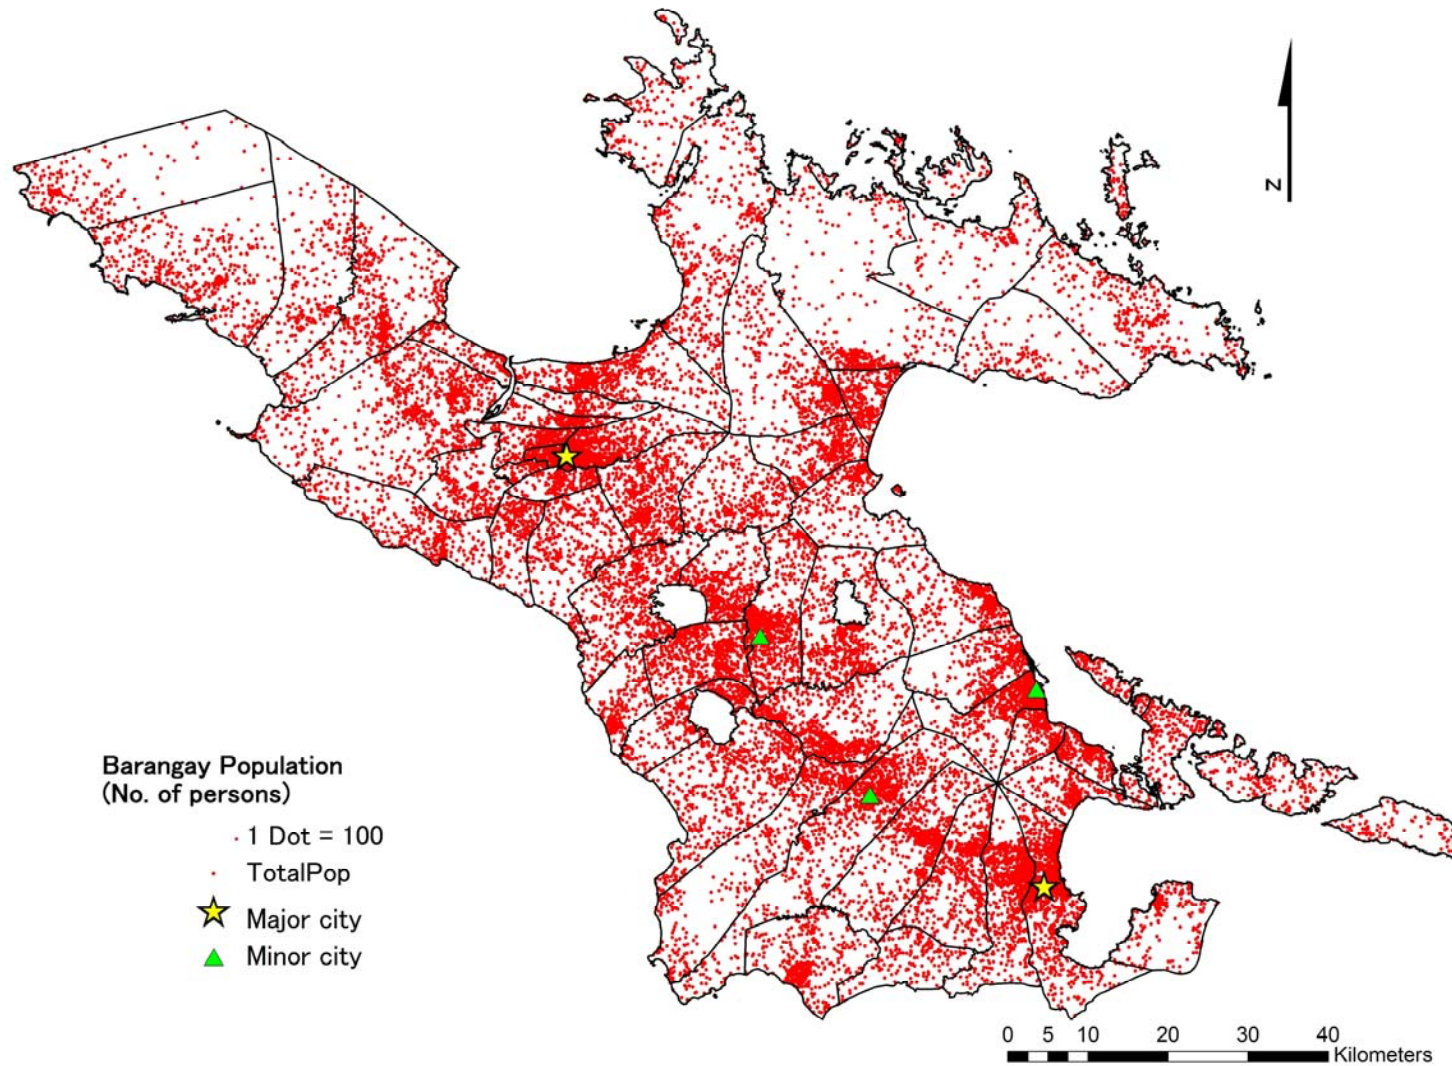 N
Barangay Population
(No. of persons)
1 Dot = 100
TotalPop
Major city
Minor city
0 5 10 20 30 40
Kilometers